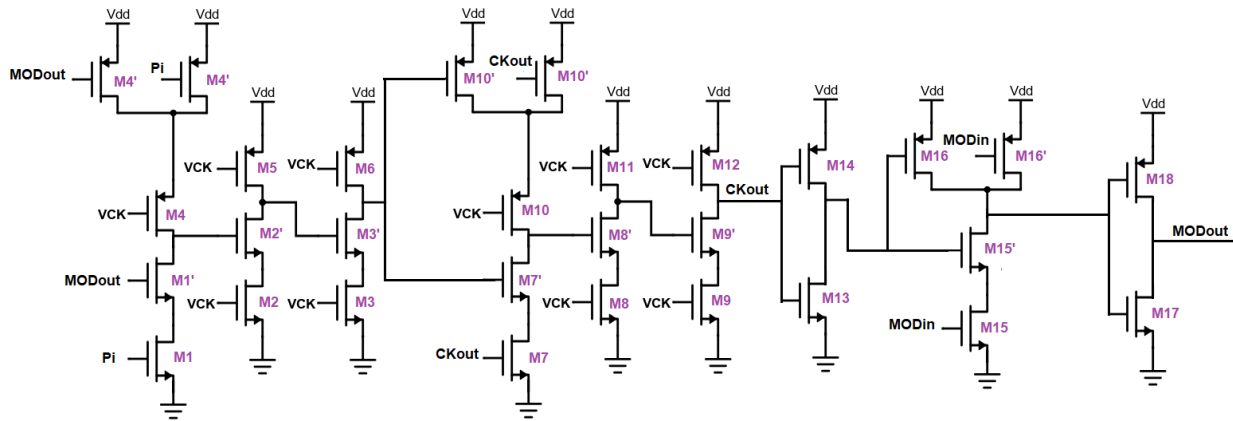 Vdd
Vdd
Vdd
Vdd
MODout
M4'
Pi
M4'
M10'
CKout
M10'
Vdd
Vdd
Vdd
Vdd
Vdd
Vdd
Vdd
Vdd
VCK
M5
VCK
M6
VCK
M11
VCK
M12
M14
M16
MODin
M16'
M18
VCK
M4
VCK
M10
CKout
M2'
M3'
M8'
M9'
MODout
M1'
M7'
M15'
MODout
VCK
M2
VCK
M3
VCK
M8
VCK
M9
M13
M17
MODin
M15
Pi
M1
CKout
M7